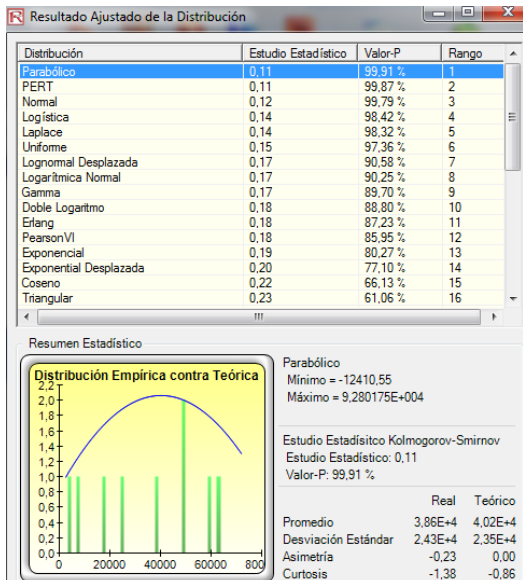 Resultado Ajustado de la Distribución
Distribución Estudio Estadístico Valor-P Rango
Parabólico 0,11 99,91 % 1
PERT 0,11 99,87 % 2
Normal 0,12 99,79 % 3
Logística 0,14 98,42 % 4
Laplace 0,14 98,32 % 5
Uniforme 0,15 97,36 % 6
Lognormal Desplazada 0,17 90,58 % 7
Logarítmica Normal 0,17 90,25 % 8
Gamma 0,17 89,70 % 9
Doble Logaritmo 0,18 88,80 % 10
Erlang 0,18 87,23 % 11
PearsonVI 0,18 85,95 % 12
Exponencial 0,19 80,27 % 13
Exponential Desplazada 0,20 77,10 % 14
Coseno 0,22 66,13 % 15
Triangular 0,23 61,06 % 16
Resumen Estadístico
Distribución Empírica contra Teórica
2,2
2,0
1,8
1,6
1,4
1,2
1,0
0,8
0,6
0,4
0,2
0,0
0 20000 40000 60000 800
Parabólico
Mínimo = -12410,55
Máximo = 9,280175E+004
Estudio Estadísitco Kolmogorov-Smirnov
Estudio Estadístico: 0,11
Valor-P: 99,91 %
Real Teórico
Promedio 3,86E+4 4,02E+4
Desviación Estándar 2,43E+4 2,35E+4
Asimetría -0,23 0,00
Curtosis -1,38 -0,86